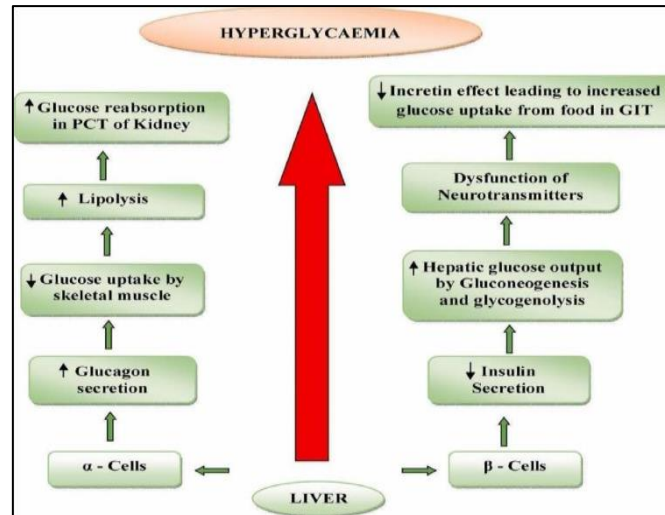 HYPERGLYCAEMIA
↑ Glucose reabsorption
in PCT of Kidney
↑ Lipolysis
↓ Glucose uptake by
skeletal muscle
↑ Glucagon
secretion
α - Cells
↓ Incretin effect leading to increased
glucose uptake from food in GIT
Dysfunction of
Neurotransmitters
↑ Hepatic glucose output
by Gluconeogenesis
and glycogenolysis
↓ Insulin
Secretion
β - Cells
LIVER